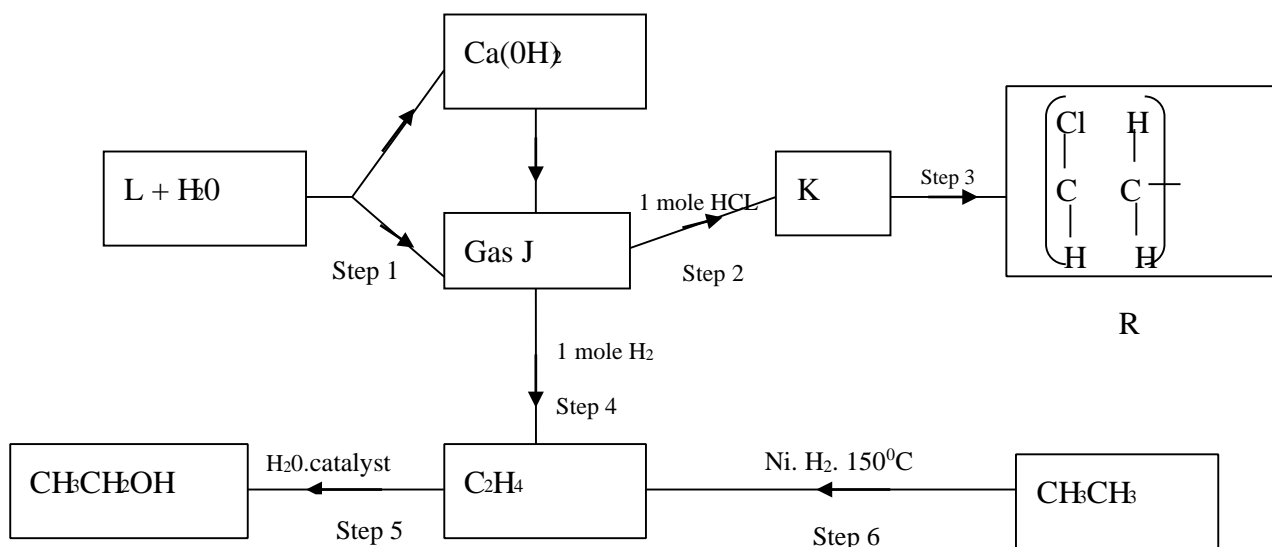 Ca(0H)2
L + H20
Step 1
Gas J
1 mole HCL
Step 2
K
Step 3
Cl H
C C
H H
R
1 mole H2
Step 4
CH3CH2OH
H20.catalyst
Step 5
C2H4
Ni. H2. 150⁰C
Step 6
CH3CH3